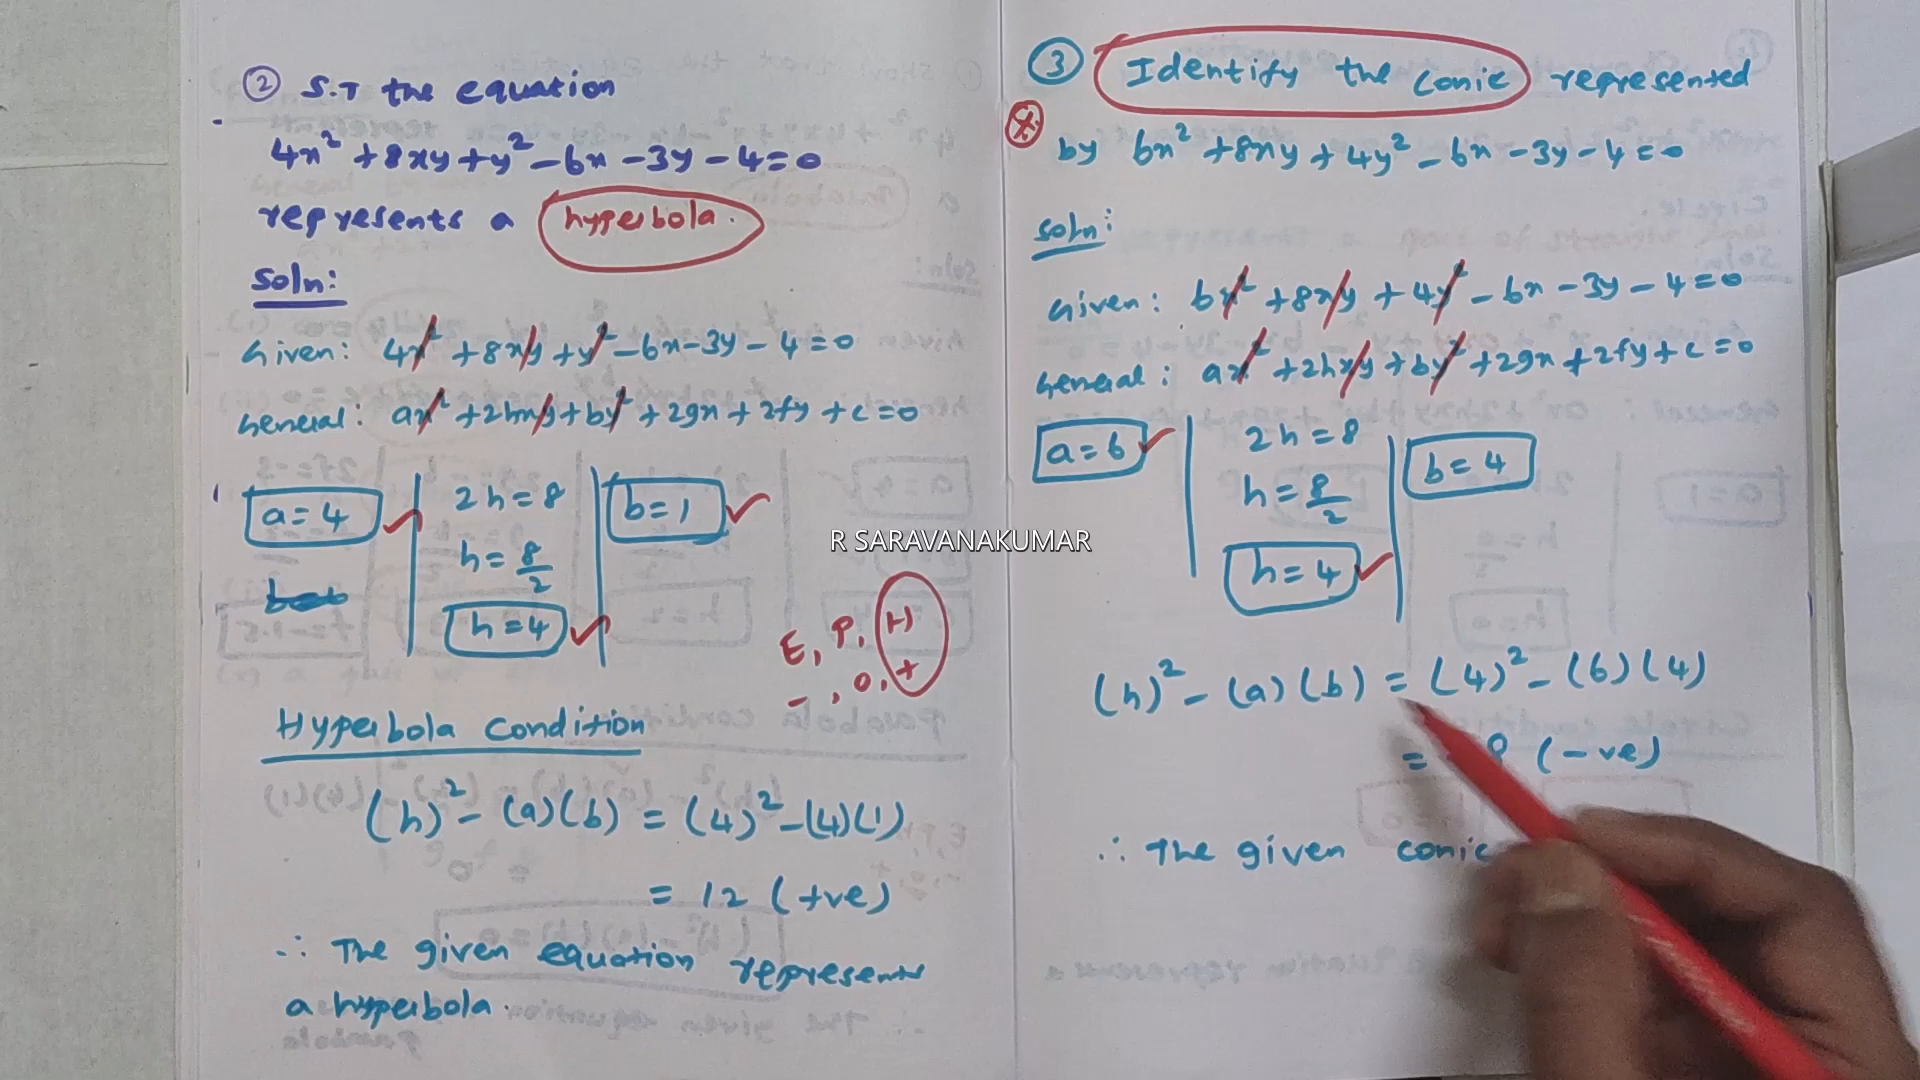 ② S.T the equation
4x² + 8xy + y² - 6x - 3y - 4 = 0
represents a hyperbola.
Soln:
Given: 4x² + 8xy + y² - 6x - 3y - 4 = 0
General: ax² + 2hxy + by² + 2gx + 2fy + c = 0
a = 4
2h = 8
h = 8/2
h = 4
b = 1
E, P, H
-, 0, +
Hyperbola Condition
(h)² - (a)(b) = (4)² - (4)(1)
= 12 (+ve)
∴ The given equation represents
a hyperbola.
③ Identify the conic represented
by 6x² + 8xy + 4y² - 6x - 3y - 4 = 0
Soln:
Given: 6x² + 8xy + 4y² - 6x - 3y - 4 = 0
General: ax² + 2hxy + by² + 2gx + 2fy + c = 0
a = 6
2h = 8
h = 8/2
h = 4
b = 4
(h)² - (a)(b) = (4)² - (6)(4)
= 8 (-ve)
∴ The given conic
R SARAVANAKUMAR